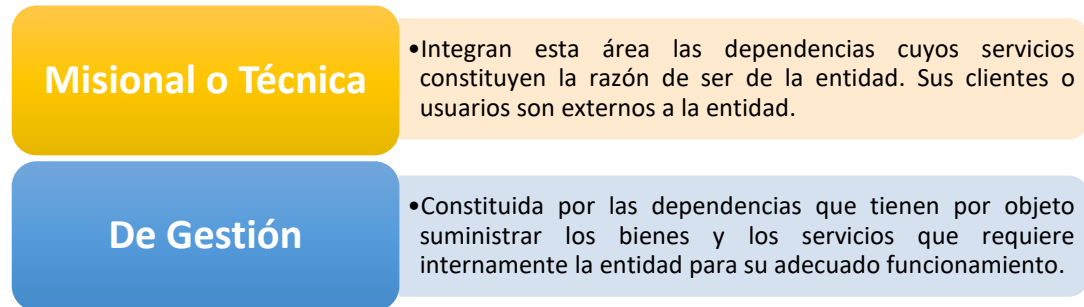 Misional o Técnica
•Integran esta área las dependencias cuyos servicios
constituyen la razón de ser de la entidad. Sus clientes o
usuarios son externos a la entidad.
De Gestión
•Constituida por las dependencias que tienen por objeto
suministrar los bienes y los servicios que requiere
internamente la entidad para su adecuado funcionamiento.